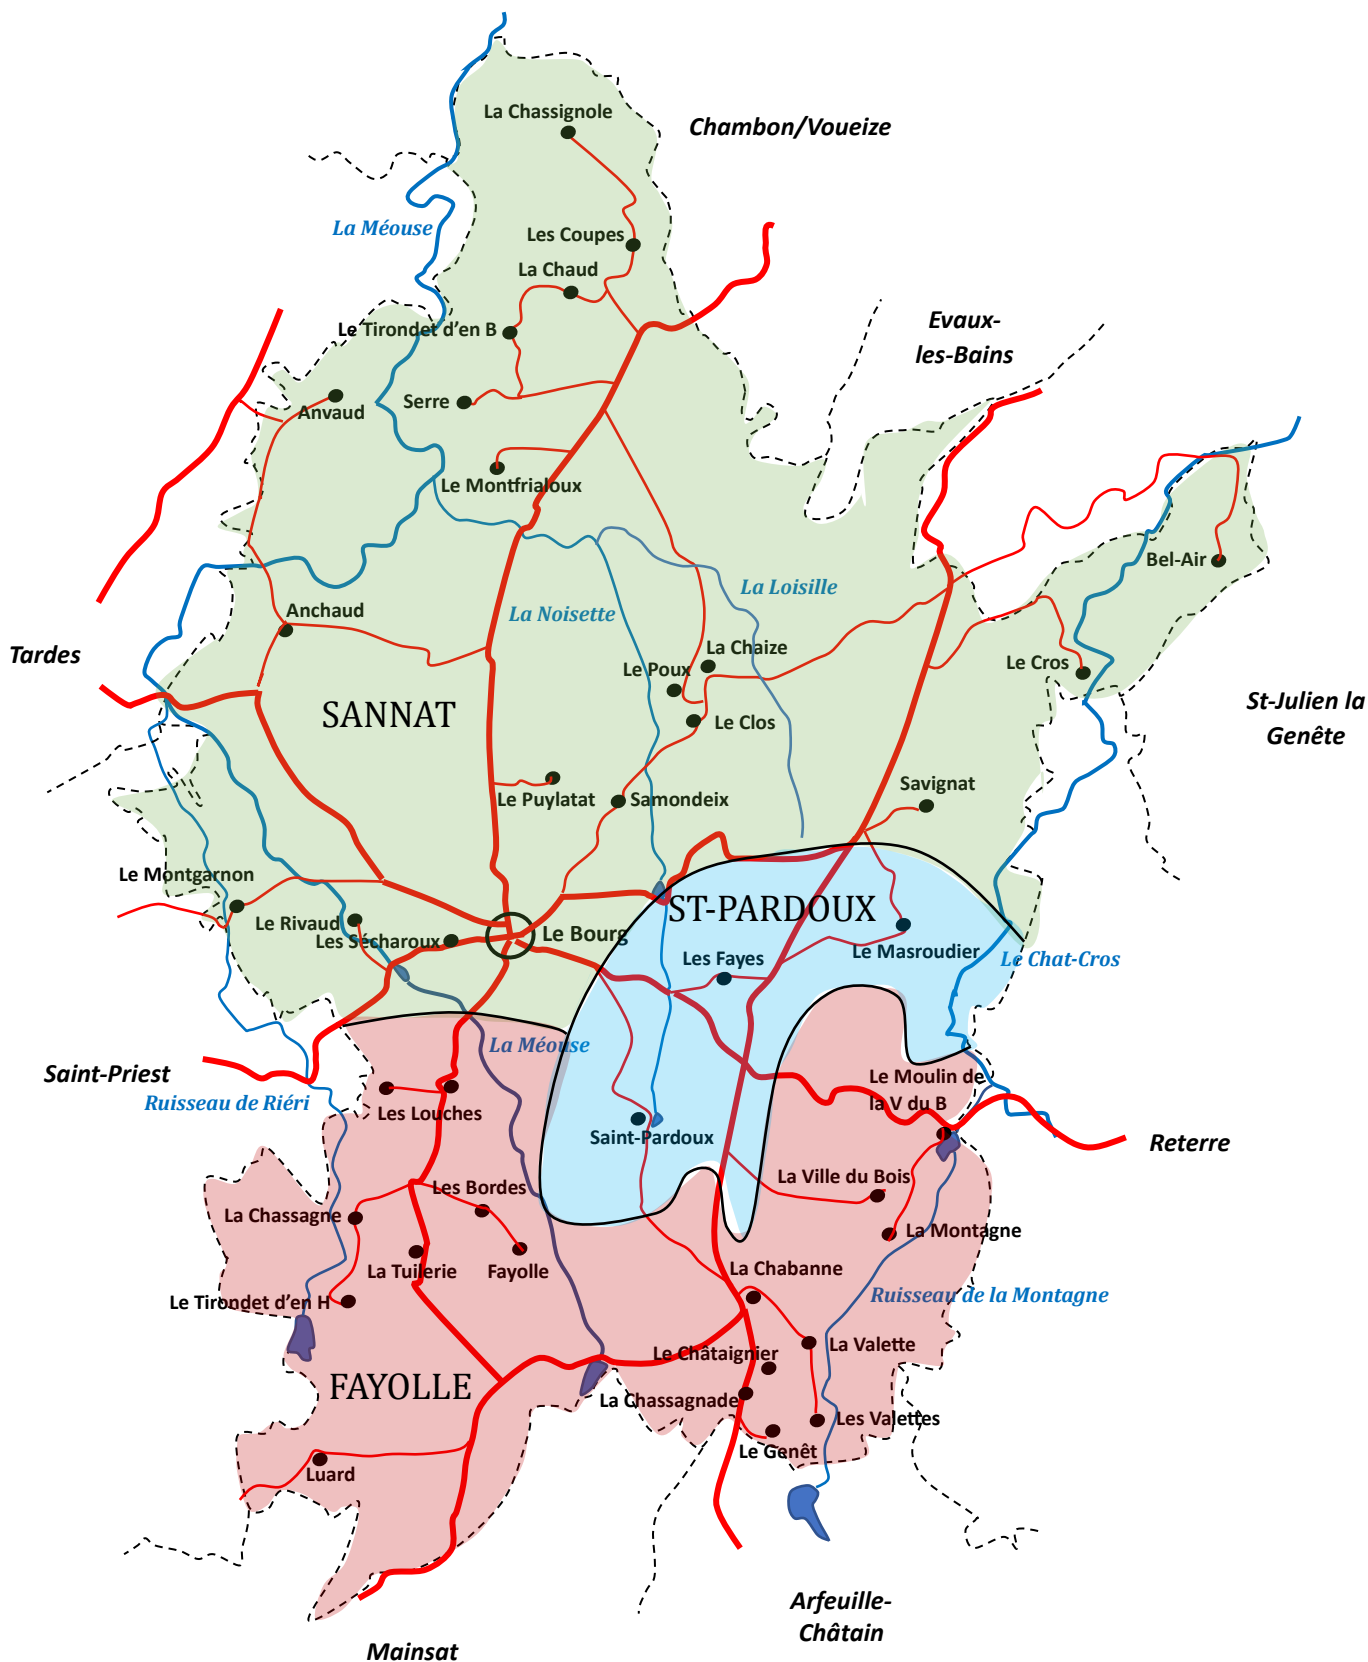 La Chassignole
Chambon/Voueize
La Méouse
Les Coupes
La Chaud
Le Tirondet d'en B
Evaux-
les-Bains
Anvaud
Serre
Le Montfrialoux
Bel-Air
La Loisille
La Noisette
Anchaud
Tardes
La Chaize
Le Poux
Le Cros
SANNAT
Le Clos
St-Julien la
Genête
Savignat
Le Puylatat
Samondeix
Le Montgarnon
Le Rivaud
ST-PARDOUX
Les Sécharoux
Le Bourg
Le Masroudier
Les Fayes
Le Chat-Cros
La Méouse
Saint-Priest
Le Moulin de
la V du B
Ruisseau de Riéri
Les Louches
Saint-Pardoux
Reterre
La Ville du Bois
Les Bordes
La Chassagne
La Montagne
La Tuilerie
Fayolle
La Chabanne
Le Tirondet d'en H
Ruisseau de la Montagne
La Valette
Le Châtaignier
FAYOLLE
La Chassagnade
Les Valettes
Le Genêt
Luard
Arfeuille-
Châtain
Mainsat